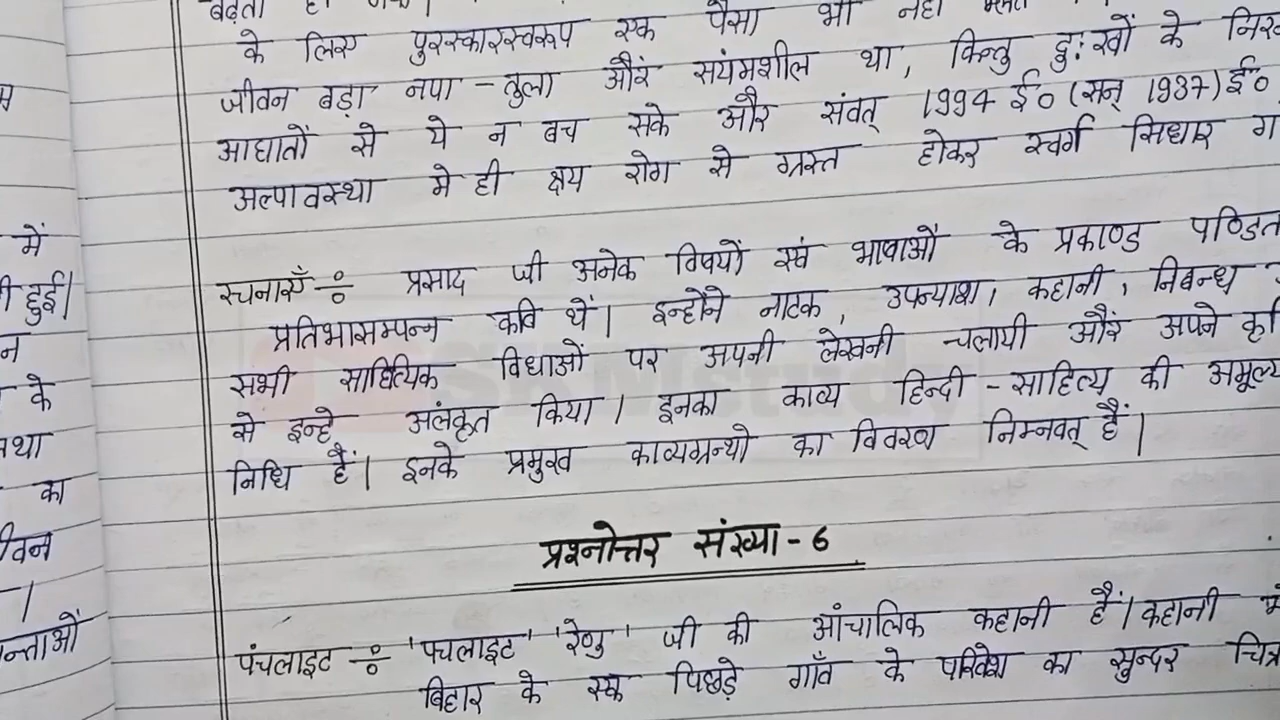 बढ़ता
के लिए पुरस्कारस्वरूप एक पैसा भी नहीं
जीवन बड़ा नपा - तुला और संयमशील था, किन्तु दुःखों के
आघातों से ये न बच सके और संवत् 1994 ई० (सन् 1937) ई०
अल्पावस्था मे ही क्षय रोग से ग्रस्त होकर स्वर्ग सिधार
रचनाएँ ÷ प्रसाद जी अनेक विषयों एवं भाषाओं के प्रकाण्ड पण्डित
प्रतिभासम्पन्न कवि थें। इन्होंने नाटक, उपन्याश, कहानी, निबन्ध
सभी साहित्यिक विधाओं पर अपनी लेखनी चलायी और अपने
से इन्हे अलंकृत किया। इनका काव्य हिन्दी - साहित्य की अमूल्य
निधि हैं। इनके प्रमुख काव्यग्रन्थो का विवरण निम्नवत् हैं।
प्रश्नोत्तर संख्या - 6
पंचलाइट ÷ 'पचलाइट' 'रेणु' जी की आंचालिक कहानी हैं। कहानी
बिहार के एक पिछड़े गाँव के परिवेश का सुन्दर
में
हुई।
के
का
SKMstudy